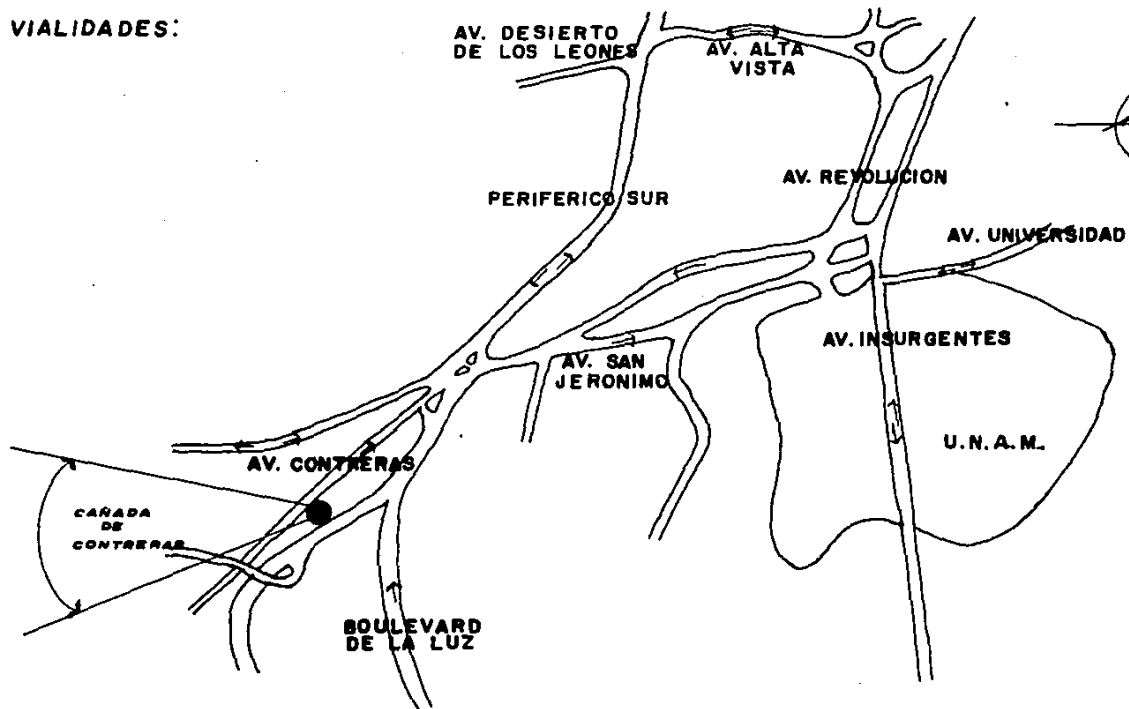 VIALIDADES:
AV. DESIERTO
DE LOS LEONES
AV. ALTA
VISTA
AV. REVOLUCION
PERIFERICO SUR
AV. UNIVERSIDAD
AV. INSURGENTES
AV. SAN
JERONIMO
U.N.A.M.
AV. CONTRERAS
CAÑADA
DE
CONTRERAS
BOULEVARD
DE LA LUZ